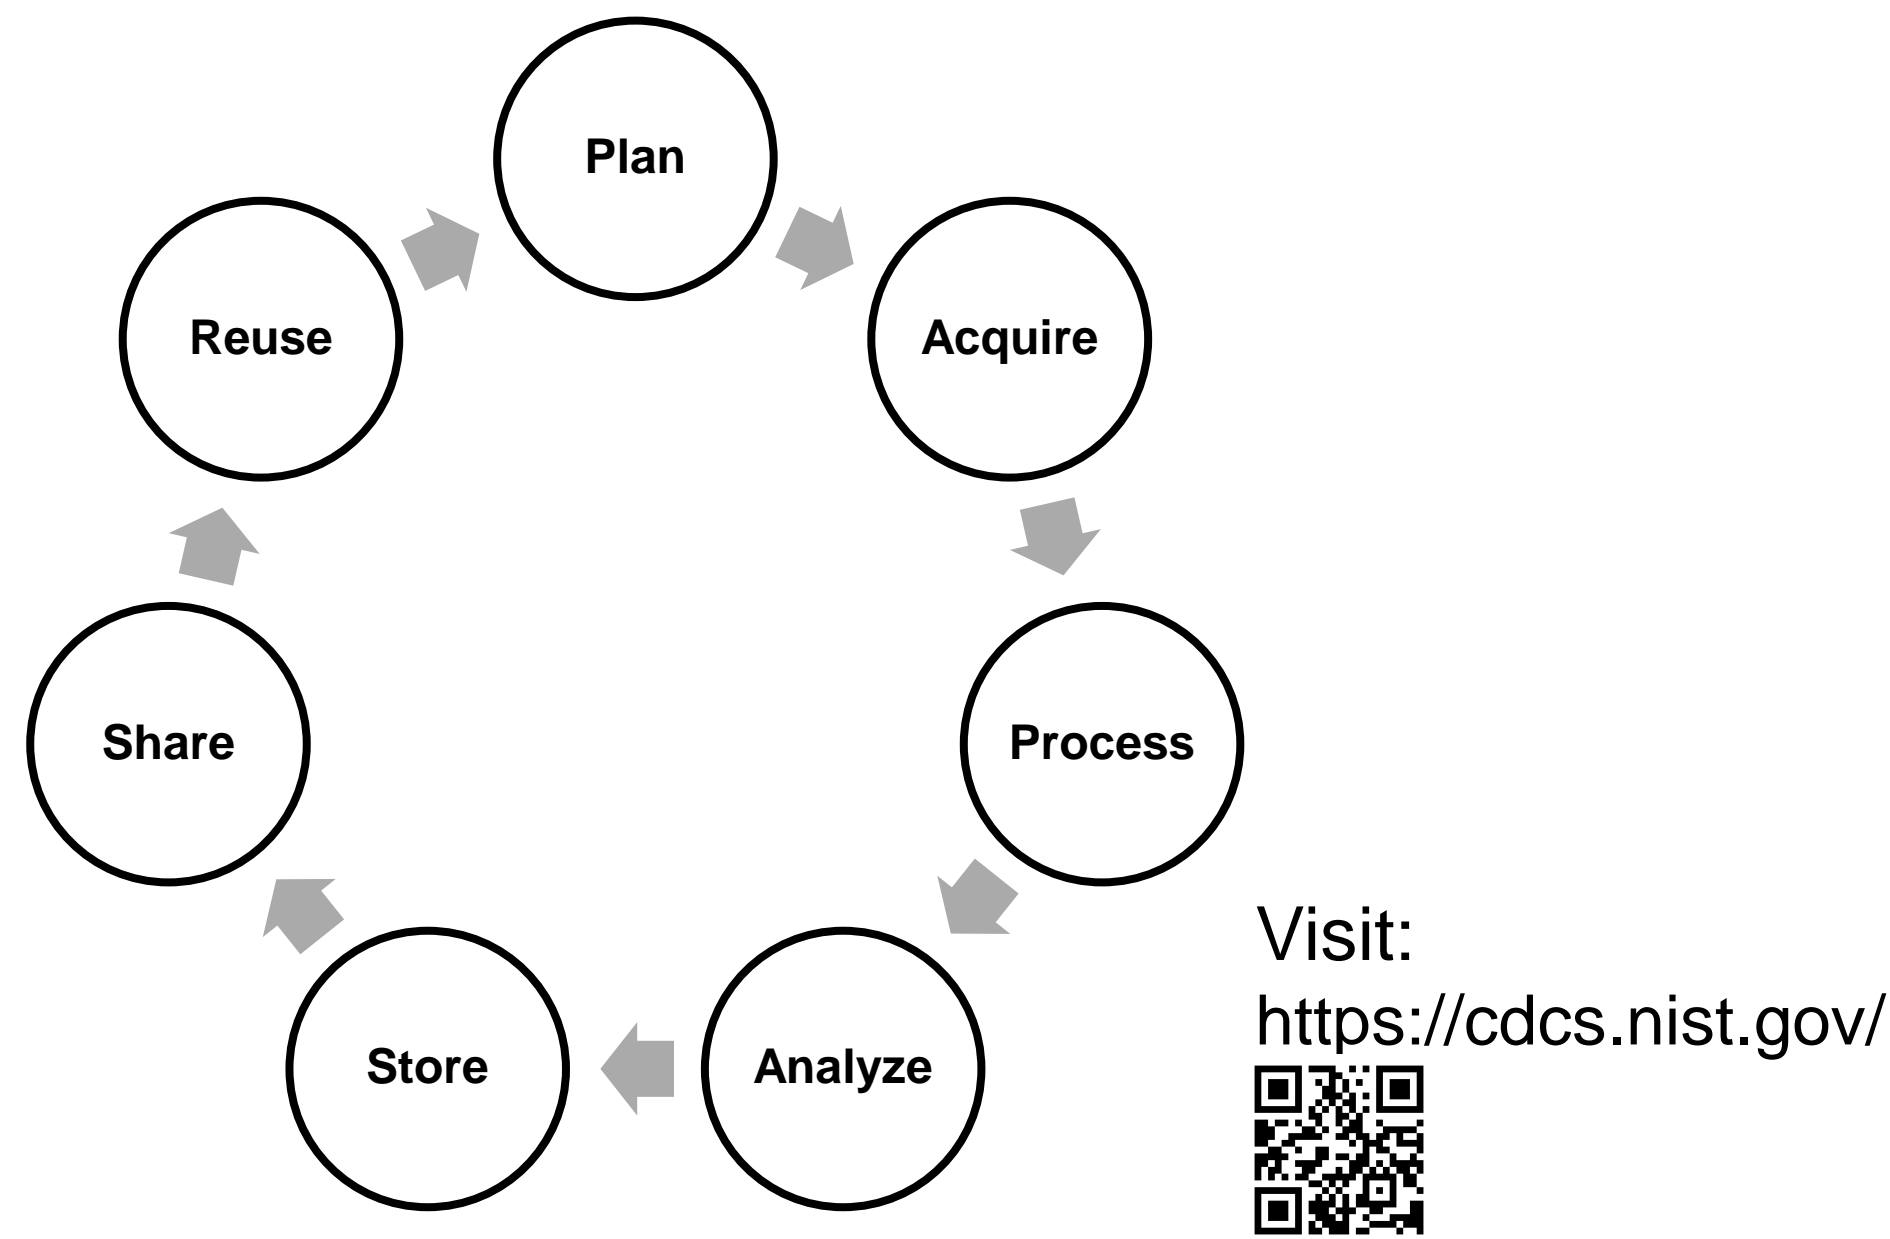 Plan
Acquire
Process
Analyze
Store
Share
Reuse
Visit:
https://cdcs.nist.gov/